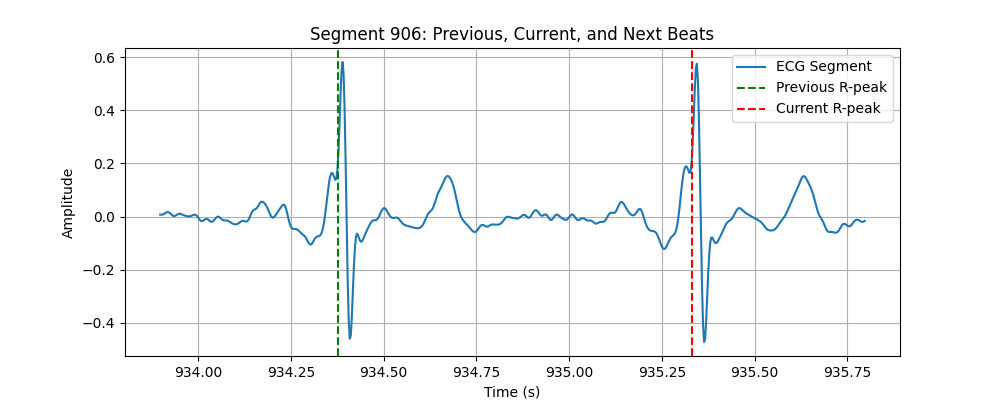 Segment 906: Previous, Current, and Next Beats
0.6
0.4
0.2
0.0
−0.2
−0.4
Amplitude
ECG Segment
Previous R-peak
Current R-peak
934.00 934.25 934.50 934.75 935.00 935.25 935.50 935.75
Time (s)